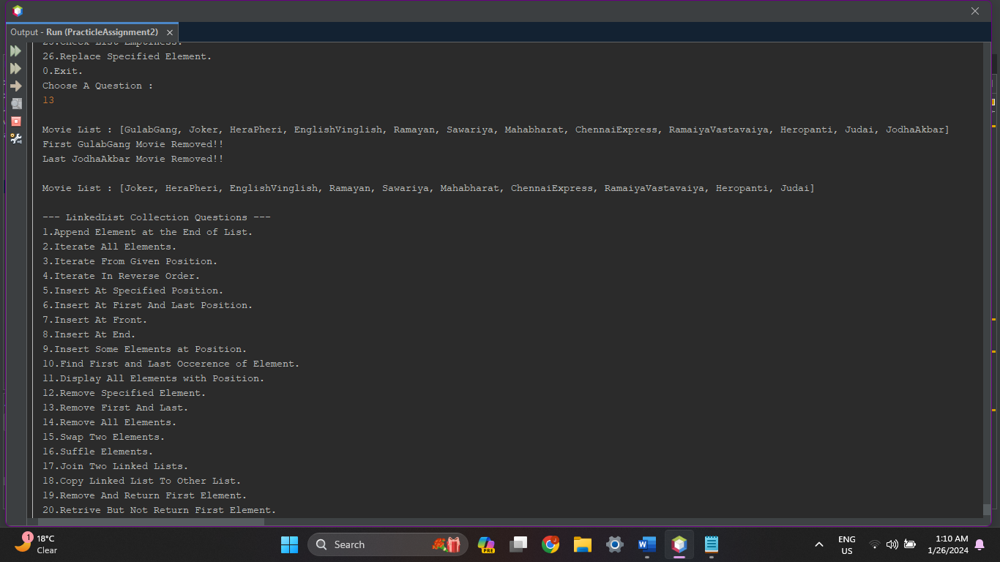 Output - Run (PracticleAssignment2) ×
25.Check List Emptiness.
26.Replace Specified Element.
0.Exit.
Choose A Question :
13
Movie List : [GulabGang, Joker, HeraPheri, EnglishVinglish, Ramayan, Sawariya, Mahabharat, ChennaiExpress, RamaiyaVastavaiya, Heropanti, Judai, JodhaAkbar]
First GulabGang Movie Removed!!
Last JodhaAkbar Movie Removed!!
Movie List : [Joker, HeraPheri, EnglishVinglish, Ramayan, Sawariya, Mahabharat, ChennaiExpress, RamaiyaVastavaiya, Heropanti, Judai]
--- LinkedList Collection Questions ---
1.Append Element at the End of List.
2.Iterate All Elements.
3.Iterate From Given Position.
4.Iterate In Reverse Order.
5.Insert At Specified Position.
6.Insert At First And Last Position.
7.Insert At Front.
8.Insert At End.
9.Insert Some Elements at Position.
10.Find First and Last Occerence of Element.
11.Display All Elements with Position.
12.Remove Specified Element.
13.Remove First And Last.
14.Remove All Elements.
15.Swap Two Elements.
16.Suffle Elements.
17.Join Two Linked Lists.
18.Copy Linked List To Other List.
19.Remove And Return First Element.
20.Retrive But Not Return First Element.
1
18°C
Clear
Search
PRE
ENG
US
1:10 AM
1/26/2024